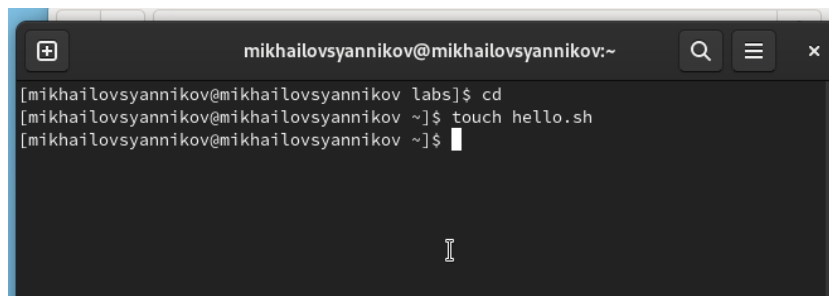 mikhailovsyannikov@mikhailovsyannikov:~
[mikhailovsyannikov@mikhailovsyannikov labs]$ cd
[mikhailovsyannikov@mikhailovsyannikov ~]$ touch hello.sh
[mikhailovsyannikov@mikhailovsyannikov ~]$